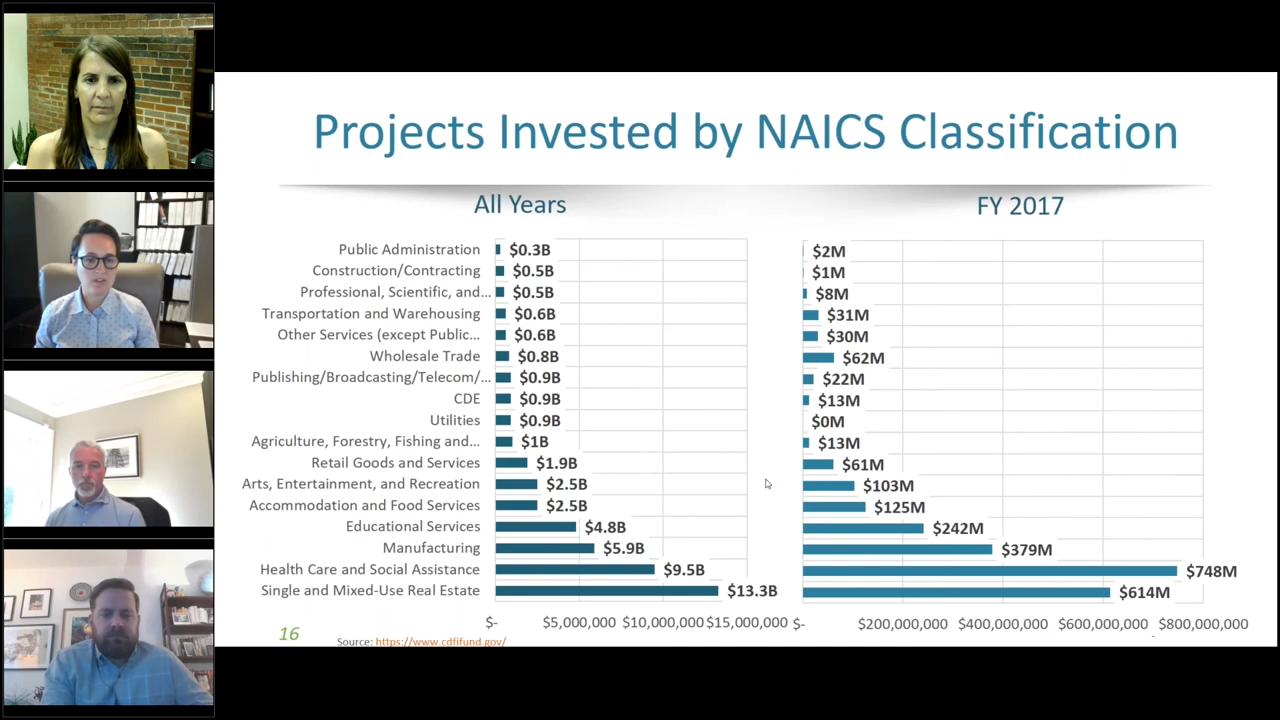 Projects Invested by NAICS Classification
All Years
FY 2017
Public Administration $0.3B $2M
Construction/Contracting $0.5B $1M
Professional, Scientific, and... $0.5B $8M
Transportation and Warehousing $0.6B $31M
Other Services (except Public... $0.6B $30M
Wholesale Trade $0.8B $62M
Publishing/Broadcasting/Telecom/... $0.9B $22M
CDE $0.9B $13M
Utilities $0.9B $0M
Agriculture, Forestry, Fishing and... $1B $13M
Retail Goods and Services $1.9B $61M
Arts, Entertainment, and Recreation $2.5B $103M
Accommodation and Food Services $2.5B $125M
Educational Services $4.8B $242M
Manufacturing $5.9B $379M
Health Care and Social Assistance $9.5B $748M
Single and Mixed-Use Real Estate $13.3B $614M
$- $5,000,000 $10,000,000 $15,000,000 $- $200,000,000 $400,000,000 $600,000,000 $800,000,000
16
Source: https://www.cdfifund.gov/